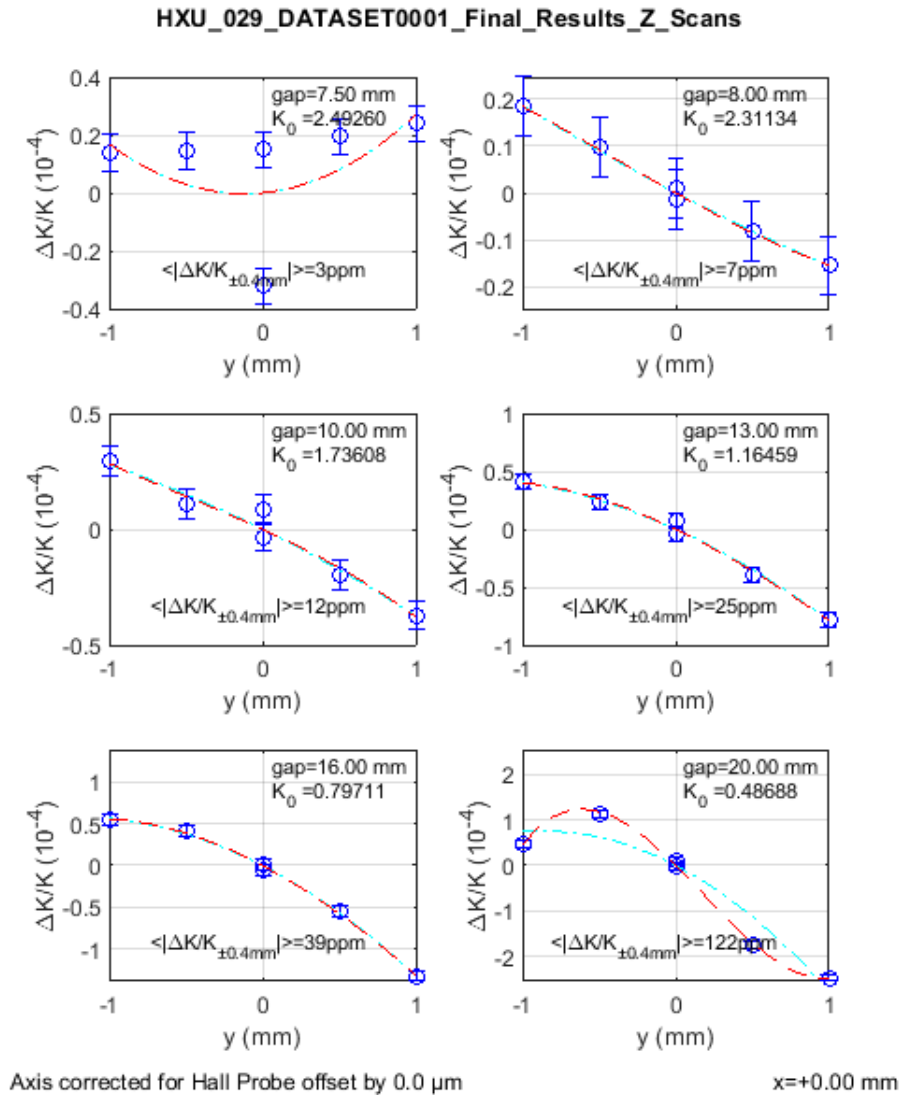 HXU_029_DATASET0001_Final_Results_Z_Scans
gap=7.50 mm
K0 =2.49260
<|ΔK/K±0.4mm|>=3ppm
ΔK/K (10-4)
0.4
0.2
0
-0.2
-0.4
-1 0 1
y (mm)
gap=8.00 mm
K0 =2.31134
<|ΔK/K±0.4mm|>=7ppm
ΔK/K (10-4)
0.2
0.1
0
-0.1
-0.2
-1 0 1
y (mm)
gap=10.00 mm
K0 =1.73608
<|ΔK/K±0.4mm|>=12ppm
ΔK/K (10-4)
0.5
0
-0.5
-1 0 1
y (mm)
gap=13.00 mm
K0 =1.16459
<|ΔK/K±0.4mm|>=25ppm
ΔK/K (10-4)
1
0.5
0
-0.5
-1
-1 0 1
y (mm)
gap=16.00 mm
K0 =0.79711
<|ΔK/K±0.4mm|>=39ppm
ΔK/K (10-4)
1
0.5
0
-0.5
-1
-1 0 1
y (mm)
gap=20.00 mm
K0 =0.48688
<|ΔK/K±0.4mm|>=122ppm
ΔK/K (10-4)
2
1
0
-1
-2
-1 0 1
y (mm)
Axis corrected for Hall Probe offset by 0.0 μm
x=+0.00 mm